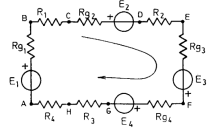 B R₁ C Rg₂ + E₂ D R₂ E
Rg₁ Rg₃
+ +
E₁ E₃
A R₄ H R₃ G E₄ + Rg₄ F